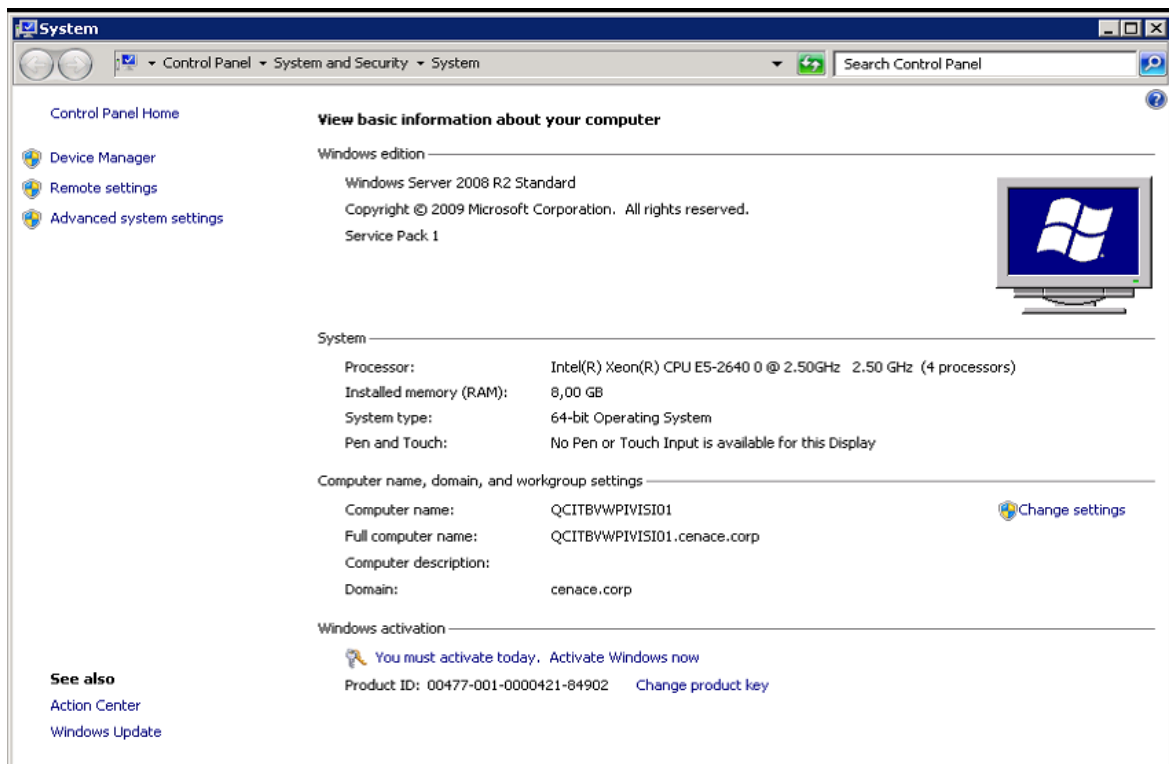 System
Control Panel System and Security System
Search Control Panel
Control Panel Home
Device Manager
Remote settings
Advanced system settings
View basic information about your computer
Windows edition
Windows Server 2008 R2 Standard
Copyright © 2009 Microsoft Corporation. All rights reserved.
Service Pack 1
System
Processor: Intel(R) Xeon(R) CPU E5-2640 0 @ 2.50GHz 2.50 GHz (4 processors)
Installed memory (RAM): 8,00 GB
System type: 64-bit Operating System
Pen and Touch: No Pen or Touch Input is available for this Display
Computer name, domain, and workgroup settings
Computer name: QCITBVWPIVISI01
Change settings
Full computer name: QCITBVWPIVISI01.cenace.corp
Computer description:
Domain: cenace.corp
Windows activation
You must activate today. Activate Windows now
Product ID: 00477-001-0000421-84902 Change product key
See also
Action Center
Windows Update